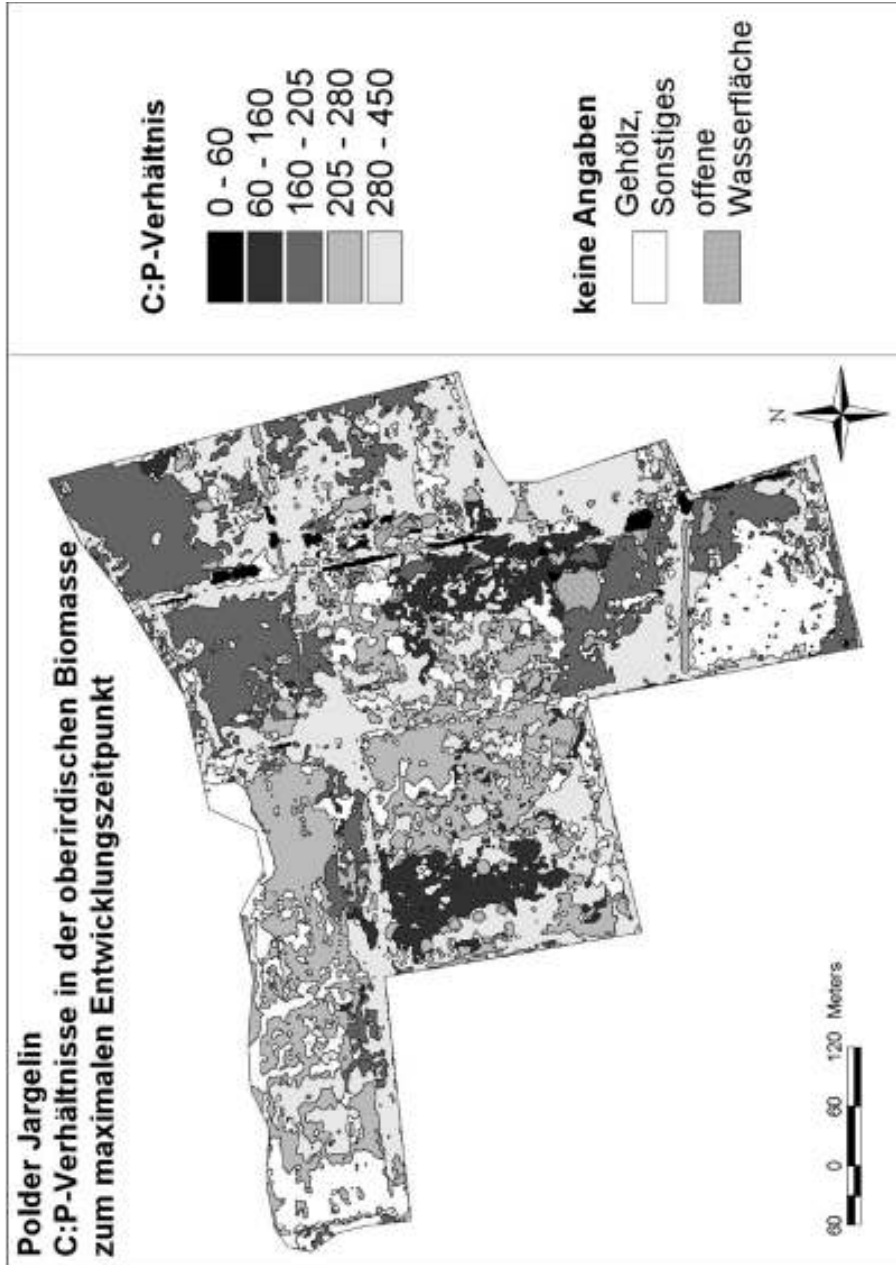 Polder Jargelin
C:P-Verhältnisse in der oberirdischen Biomasse
zum maximalen Entwicklungszeitpunkt
C:P-Verhältnis
0 - 60
60 - 160
160 - 205
205 - 280
280 - 450
keine Angaben
Gehölz,
Sonstiges
offene
Wasserfläche
N
60 0 60 120 Meters